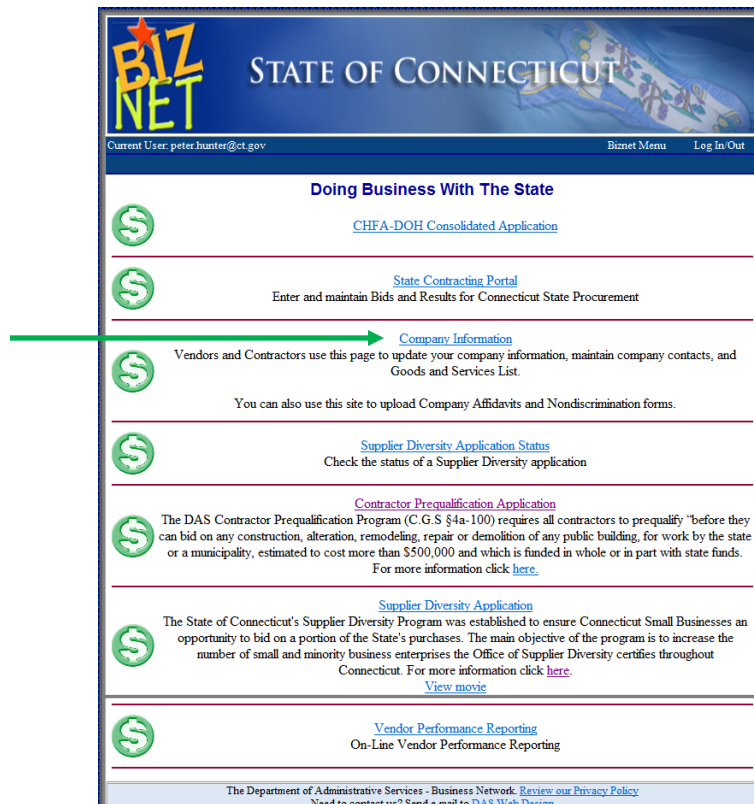 BIZ
NET
STATE OF CONNECTICUT
Current User: peter.hunter@ct.gov Biznet Menu Log In/Out
Doing Business With The State
CHFA-DOH Consolidated Application
State Contracting Portal
Enter and maintain Bids and Results for Connecticut State Procurement
Company Information
Vendors and Contractors use this page to update your company information, maintain company contacts, and
Goods and Services List.
You can also use this site to upload Company Affidavits and Nondiscrimination forms.
Supplier Diversity Application Status
Check the status of a Supplier Diversity application
Contractor Prequalification Application
The DAS Contractor Prequalification Program (C.G.S §4a-100) requires all contractors to prequalify “before they
can bid on any construction, alteration, remodeling, repair or demolition of any public building, for work by the state
or a municipality, estimated to cost more than $500,000 and which is funded in whole or in part with state funds.
For more information click here.
Supplier Diversity Application
The State of Connecticut's Supplier Diversity Program was established to ensure Connecticut Small Businesses an
opportunity to bid on a portion of the State's purchases. The main objective of the program is to increase the
number of small and minority business enterprises the Office of Supplier Diversity certifies throughout
Connecticut. For more information click here.
View movie
Vendor Performance Reporting
On-Line Vendor Performance Reporting
The Department of Administrative Services - Business Network. Review our Privacy Policy
Need to contact us? Send e.mail to DAS Web Design